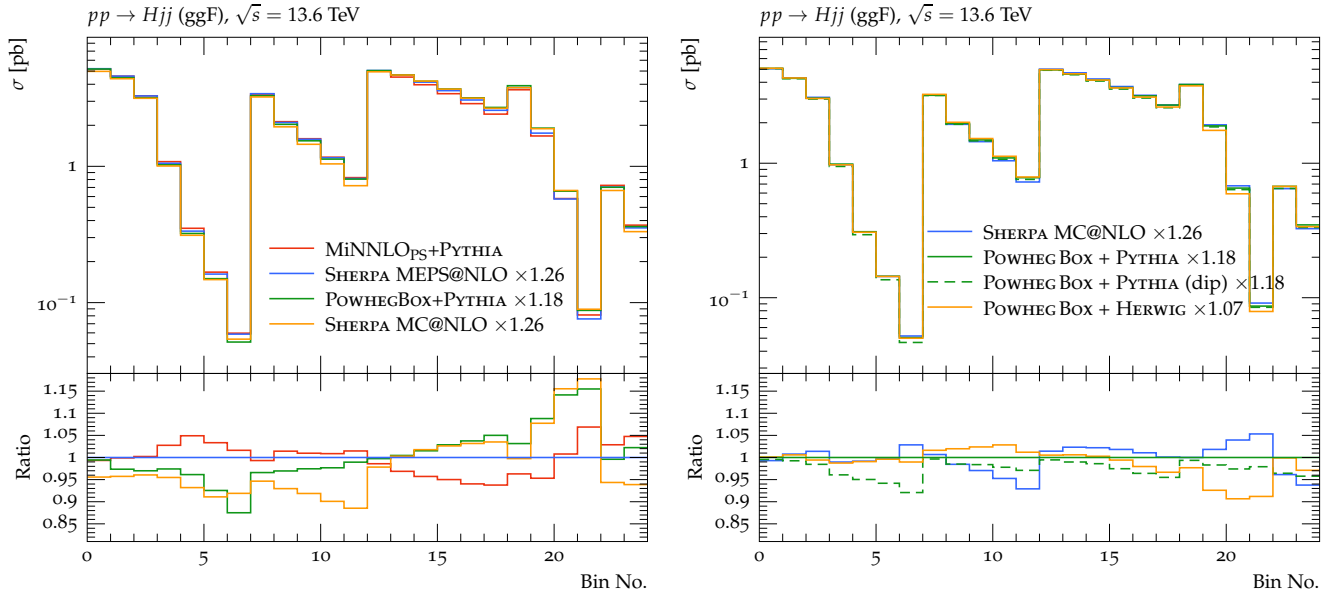 pp → Hjj (ggF), √s = 13.6 TeV
σ [pb]
1
10⁻¹
MiNNLOPS+Pythia
Sherpa MEPS@NLO ×1.26
PowhegBox+Pythia ×1.18
Sherpa MC@NLO ×1.26
Ratio
1.15
1.1
1.05
1
0.95
0.9
0.85
0 5 10 15 20
Bin No.
pp → Hjj (ggF), √s = 13.6 TeV
σ [pb]
1
10⁻¹
Sherpa MC@NLO ×1.26
Powheg Box + Pythia ×1.18
Powheg Box + Pythia (dip) ×1.18
Powheg Box + Herwig ×1.07
Ratio
1.15
1.1
1.05
1
0.95
0.9
0.85
0 5 10 15 20
Bin No.